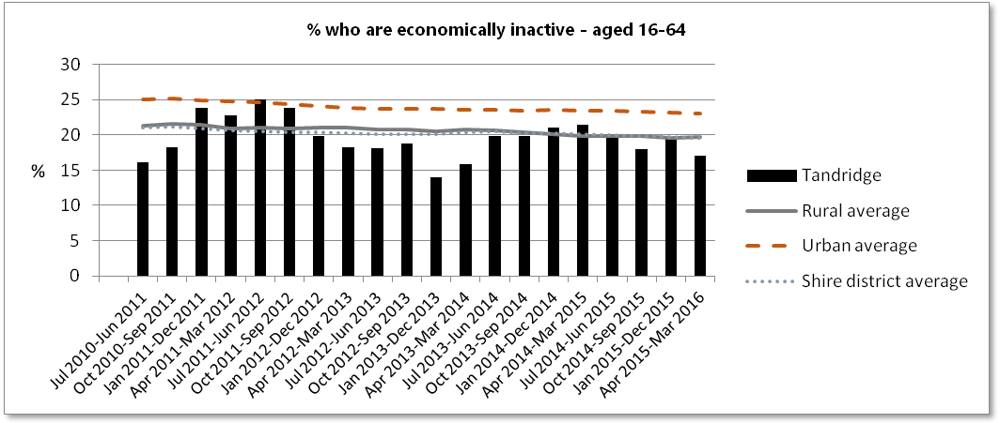 % who are economically inactive - aged 16-64
30
25
20
15
10
5
0
%
Jul 2010-Jun 2011
Oct 2010-Sep 2011
Jan 2011-Dec 2011
Apr 2011-Mar 2012
Jul 2011-Jun 2012
Oct 2011-Sep 2012
Jan 2012-Dec 2012
Apr 2012-Mar 2013
Jul 2012-Jun 2013
Oct 2012-Sep 2013
Jan 2013-Dec 2013
Apr 2013-Mar 2014
Jul 2013-Jun 2014
Oct 2013-Sep 2014
Jan 2014-Dec 2014
Apr 2014-Mar 2015
Jul 2014-Jun 2015
Oct 2014-Sep 2015
Jan 2015-Dec 2015
Apr 2015-Mar 2016
Tandridge
Rural average
Urban average
Shire district average